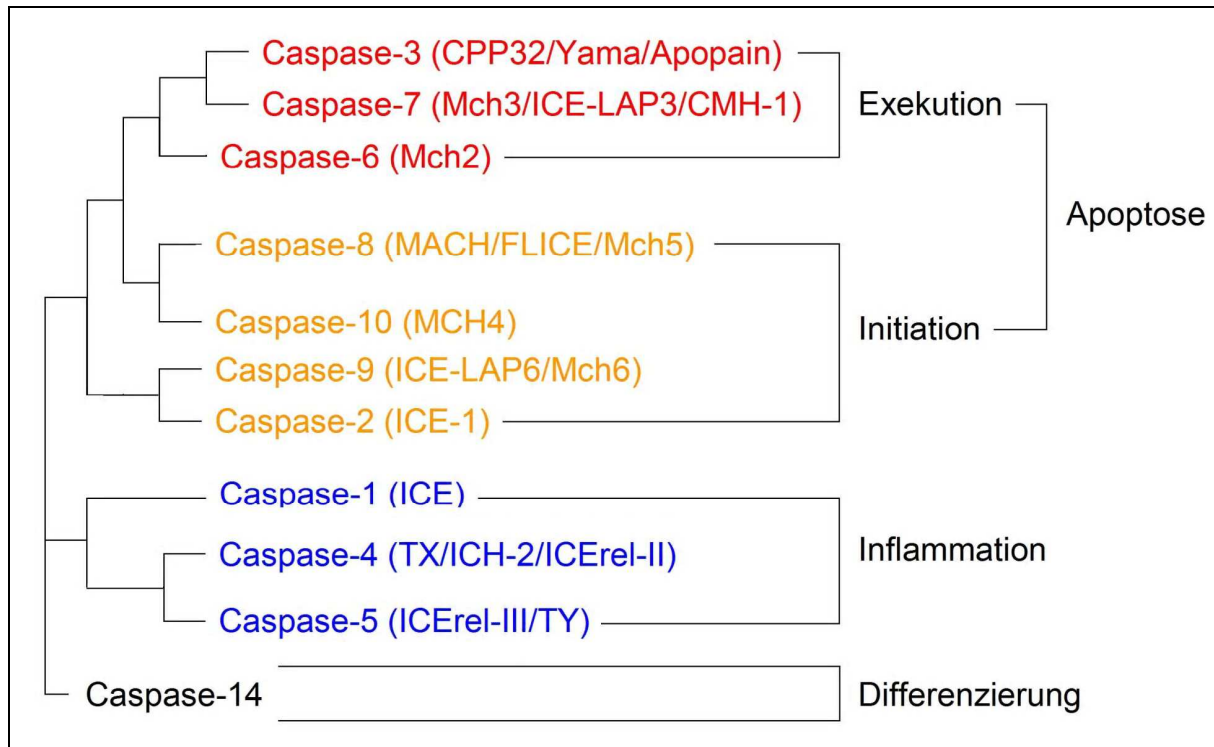 Caspase-3 (CPP32/Yama/Apopain)
Caspase-7 (Mch3/ICE-LAP3/CMH-1)
Exekution
Caspase-6 (Mch2)
Apoptose
Caspase-8 (MACH/FLICE/Mch5)
Caspase-10 (MCH4)
Initiation
Caspase-9 (ICE-LAP6/Mch6)
Caspase-2 (ICE-1)
Caspase-1 (ICE)
Caspase-4 (TX/ICH-2/ICErel-II)
Inflammation
Caspase-5 (ICErel-III/TY)
Caspase-14
Differenzierung